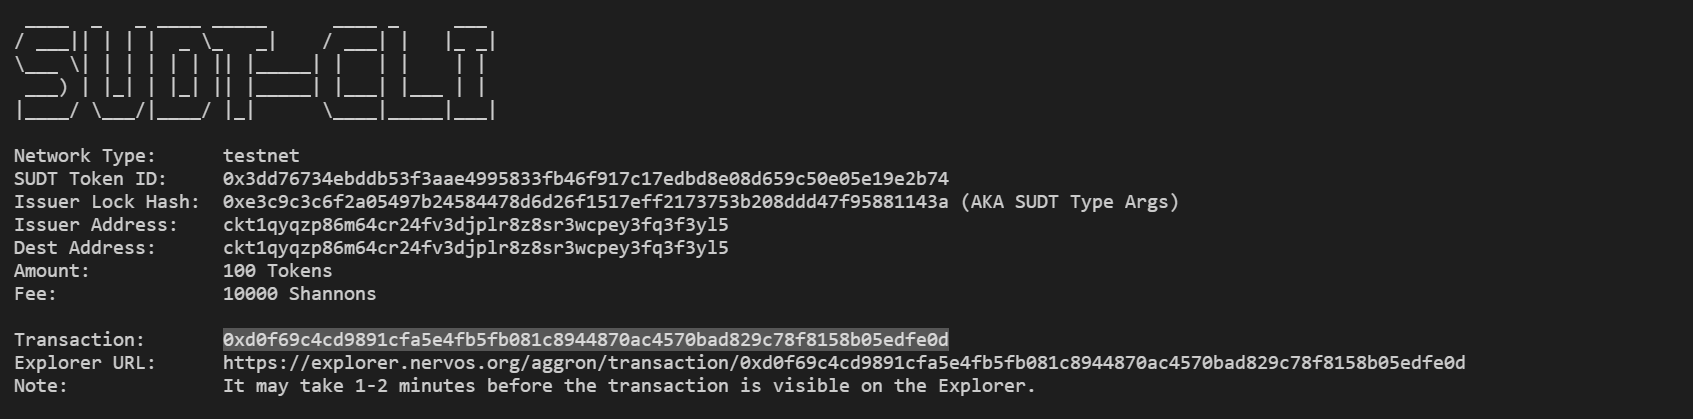 SUDT-CLI
Network Type: testnet
SUDT Token ID: 0x3dd76734ebddb53f3aae4995833fb46f917c17edbd8e08d659c50e05e19e2b74
Issuer Lock Hash: 0xe3c9c3c6f2a05497b24584478d6d26f1517eff2173753b208ddd47f95881143a (AKA SUDT Type Args)
Issuer Address: ckt1qyqzp86m64cr24fv3djplr8z8sr3wcpey3fq3f3yl5
Dest Address: ckt1qyqzp86m64cr24fv3djplr8z8sr3wcpey3fq3f3yl5
Amount: 100 Tokens
Fee: 10000 Shannons
Transaction: 0xd0f69c4cd9891cfa5e4fb5fb081c8944870ac4570bad829c78f8158b05edfe0d
Explorer URL: https://explorer.nervos.org/aggron/transaction/0xd0f69c4cd9891cfa5e4fb5fb081c8944870ac4570bad829c78f8158b05edfe0d
Note: It may take 1-2 minutes before the transaction is visible on the Explorer.